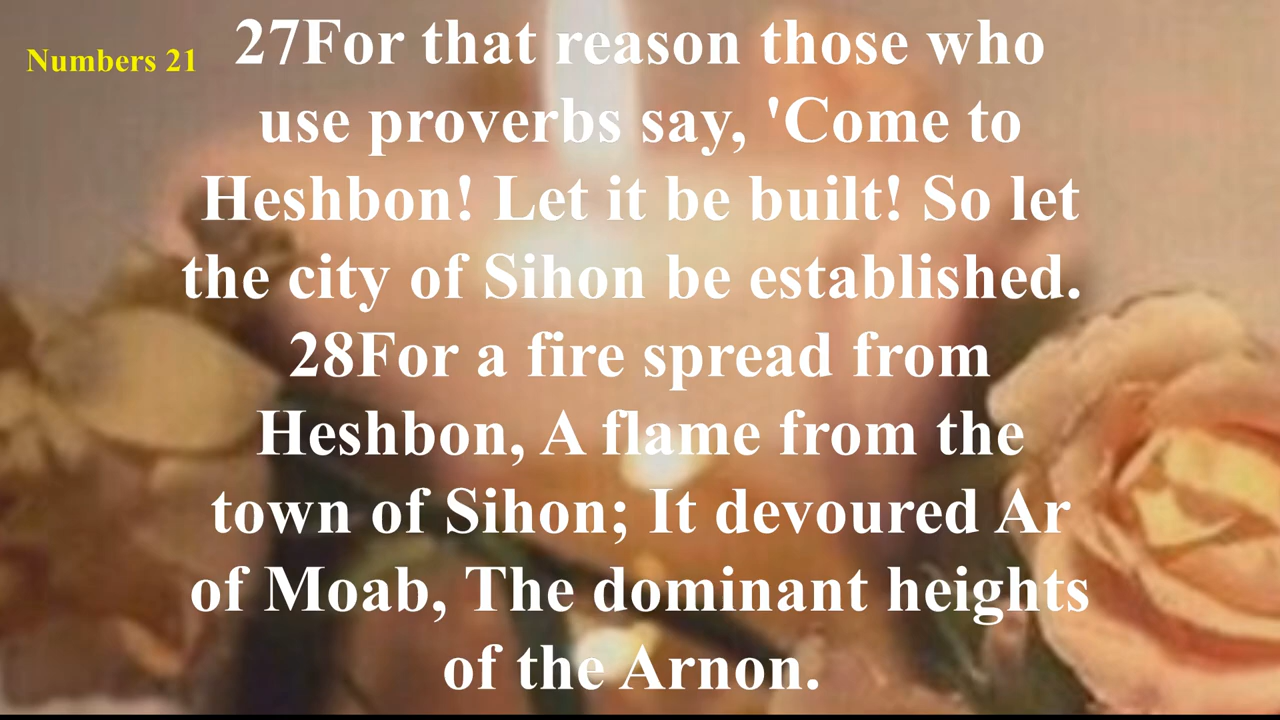 Numbers 21
27For that reason those who
use proverbs say, 'Come to
Heshbon! Let it be built! So let
the city of Sihon be established.
28For a fire spread from
Heshbon, A flame from the
town of Sihon; It devoured Ar
of Moab, The dominant heights
of the Arnon.